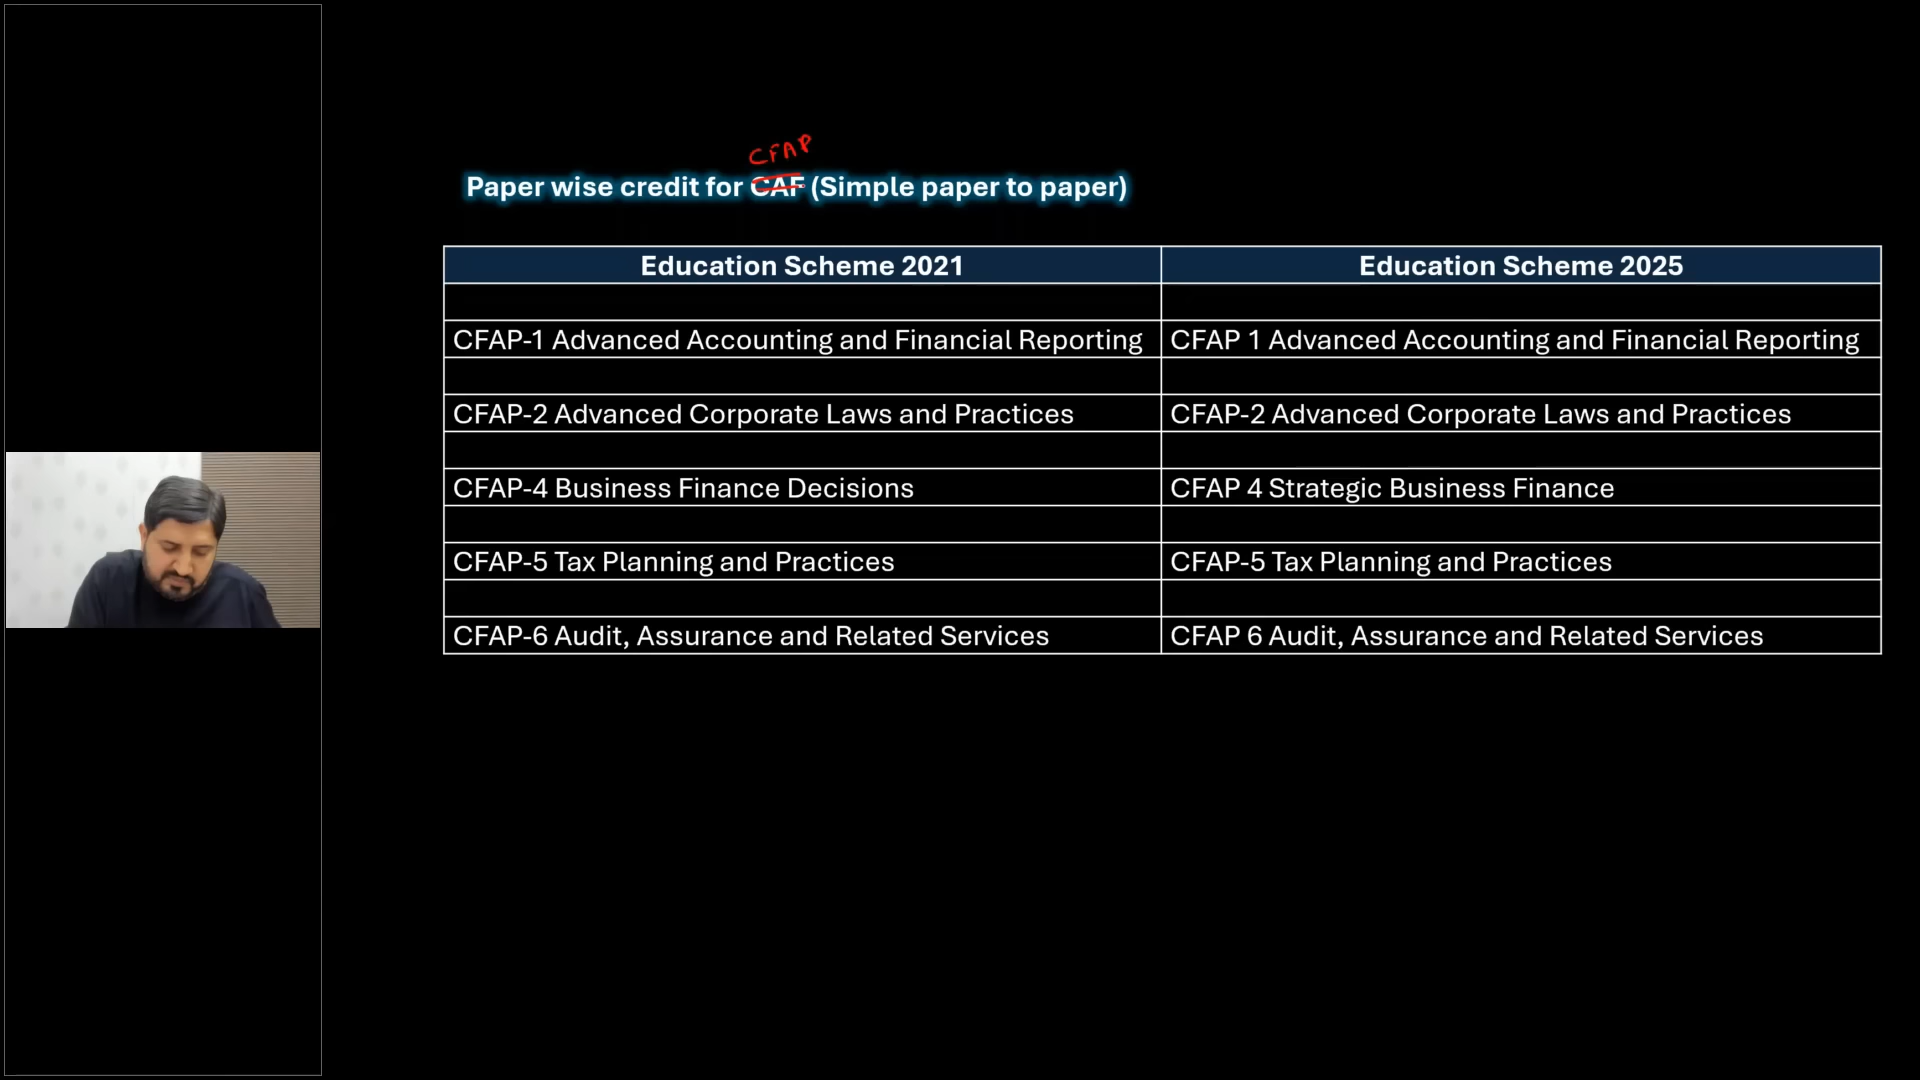 CFAP
Paper wise credit for CAF (Simple paper to paper)
Education Scheme 2021 Education Scheme 2025
CFAP-1 Advanced Accounting and Financial Reporting CFAP 1 Advanced Accounting and Financial Reporting
CFAP-2 Advanced Corporate Laws and Practices CFAP-2 Advanced Corporate Laws and Practices
CFAP-4 Business Finance Decisions CFAP 4 Strategic Business Finance
CFAP-5 Tax Planning and Practices CFAP-5 Tax Planning and Practices
CFAP-6 Audit, Assurance and Related Services CFAP 6 Audit, Assurance and Related Services